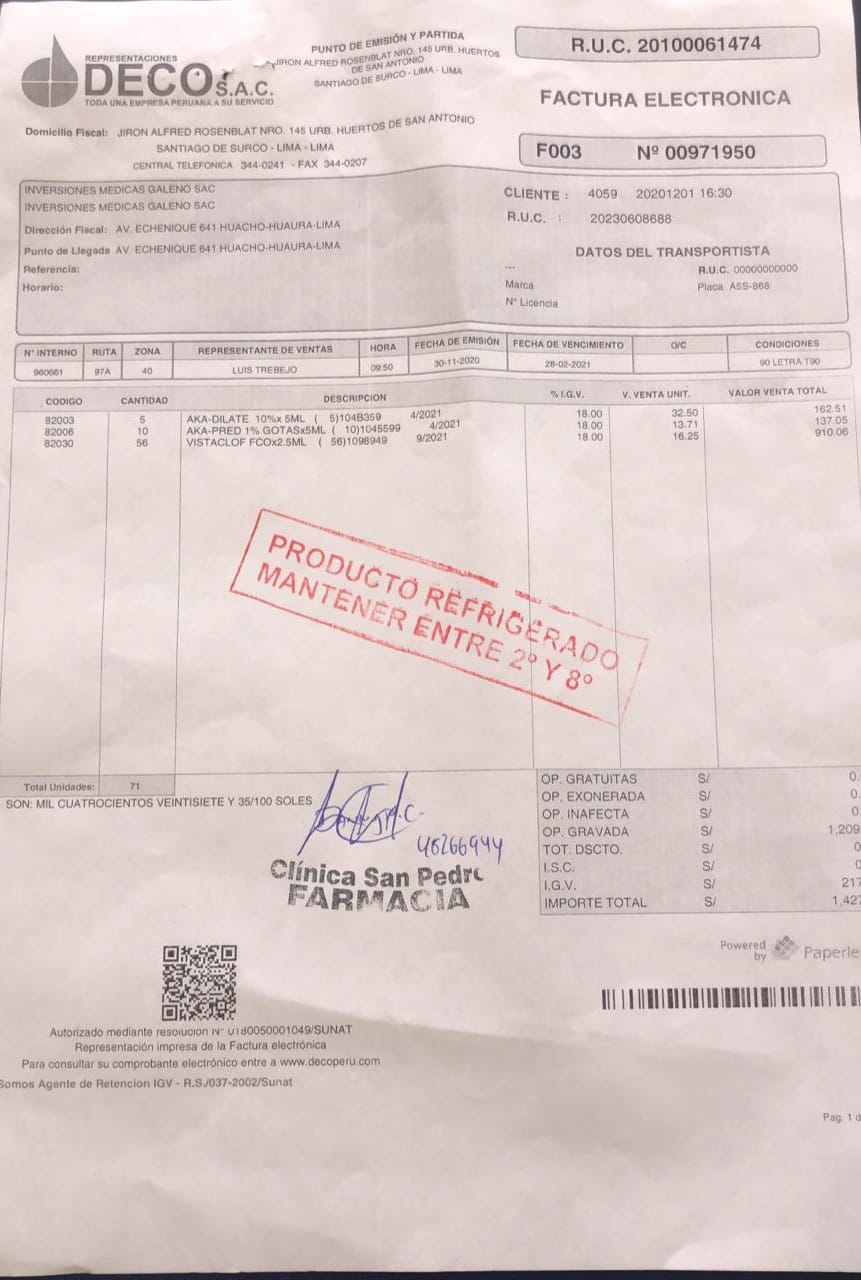 REPRESENTACIONES
DECO S.A.C.
TODA UNA EMPRESA PERUANA A SU SERVICIO
PUNTO DE EMISIÓN Y PARTIDA
JIRON ALFRED ROSENBLAT NRO. 145 URB. HUERTOS
DE SAN ANTONIO
SANTIAGO DE SURCO - LIMA - LIMA
R.U.C. 20100061474
FACTURA ELECTRONICA
F003 Nº 00971950
Domicilio Fiscal: JIRON ALFRED ROSENBLAT NRO. 145 URB. HUERTOS DE SAN ANTONIO
SANTIAGO DE SURCO - LIMA - LIMA
CENTRAL TELEFONICA 344-0241 - FAX 344-0207
INVERSIONES MEDICAS GALENO SAC
INVERSIONES MEDICAS GALENO SAC
Dirección Fiscal: AV. ECHENIQUE 641 HUACHO-HUAURA-LIMA
Punto de Llegada AV. ECHENIQUE 641 HUACHO-HUAURA-LIMA
Referencia:
Horario:
CLIENTE : 4059 20201201 16:30
R.U.C. : 20230608688
DATOS DEL TRANSPORTISTA
... R.U.C. 00000000000
Marca Placa A5S-868
N° Licencia
N° INTERNO RUTA ZONA REPRESENTANTE DE VENTAS HORA FECHA DE EMISIÓN FECHA DE VENCIMIENTO O/C CONDICIONES
960661 97A 40 LUIS TREBEJO 09:50 30-11-2020 28-02-2021 90 LETRA T90
CODIGO CANTIDAD DESCRIPCION % I.G.V. V. VENTA UNIT. VALOR VENTA TOTAL
82003 5 AKA-DILATE 10%x 5ML ( 5)104B359 4/2021 18.00 32.50 162.51
82006 10 AKA-PRED 1% GOTASx5ML ( 10)1045599 4/2021 18.00 13.71 137.05
82030 56 VISTACLOF FCOx2.5ML ( 56)1098949 9/2021 18.00 16.25 910.06
PRODUCTO REFRIGERADO
MANTENER ENTRE 2º Y 8º
Total Unidades: 71
SON: MIL CUATROCIENTOS VEINTISIETE Y 35/100 SOLES
48266944
Clínica San Pedro
FARMACIA
OP. GRATUITAS S/ 0.
OP. EXONERADA S/ 0.
OP. INAFECTA S/ 0
OP. GRAVADA S/ 1,209
TOT. DSCTO. S/ 0
I.S.C. S/ 0
I.G.V. S/ 217
IMPORTE TOTAL S/ 1,427
Powered
by Paperle
Autorizado mediante resolución N° 0180050001049/SUNAT
Representación impresa de la Factura electrónica
Para consultar su comprobante electrónico entre a www.decoperu.com
Somos Agente de Retencion IGV - R.S./037-2002/Sunat
Pag. 1 d